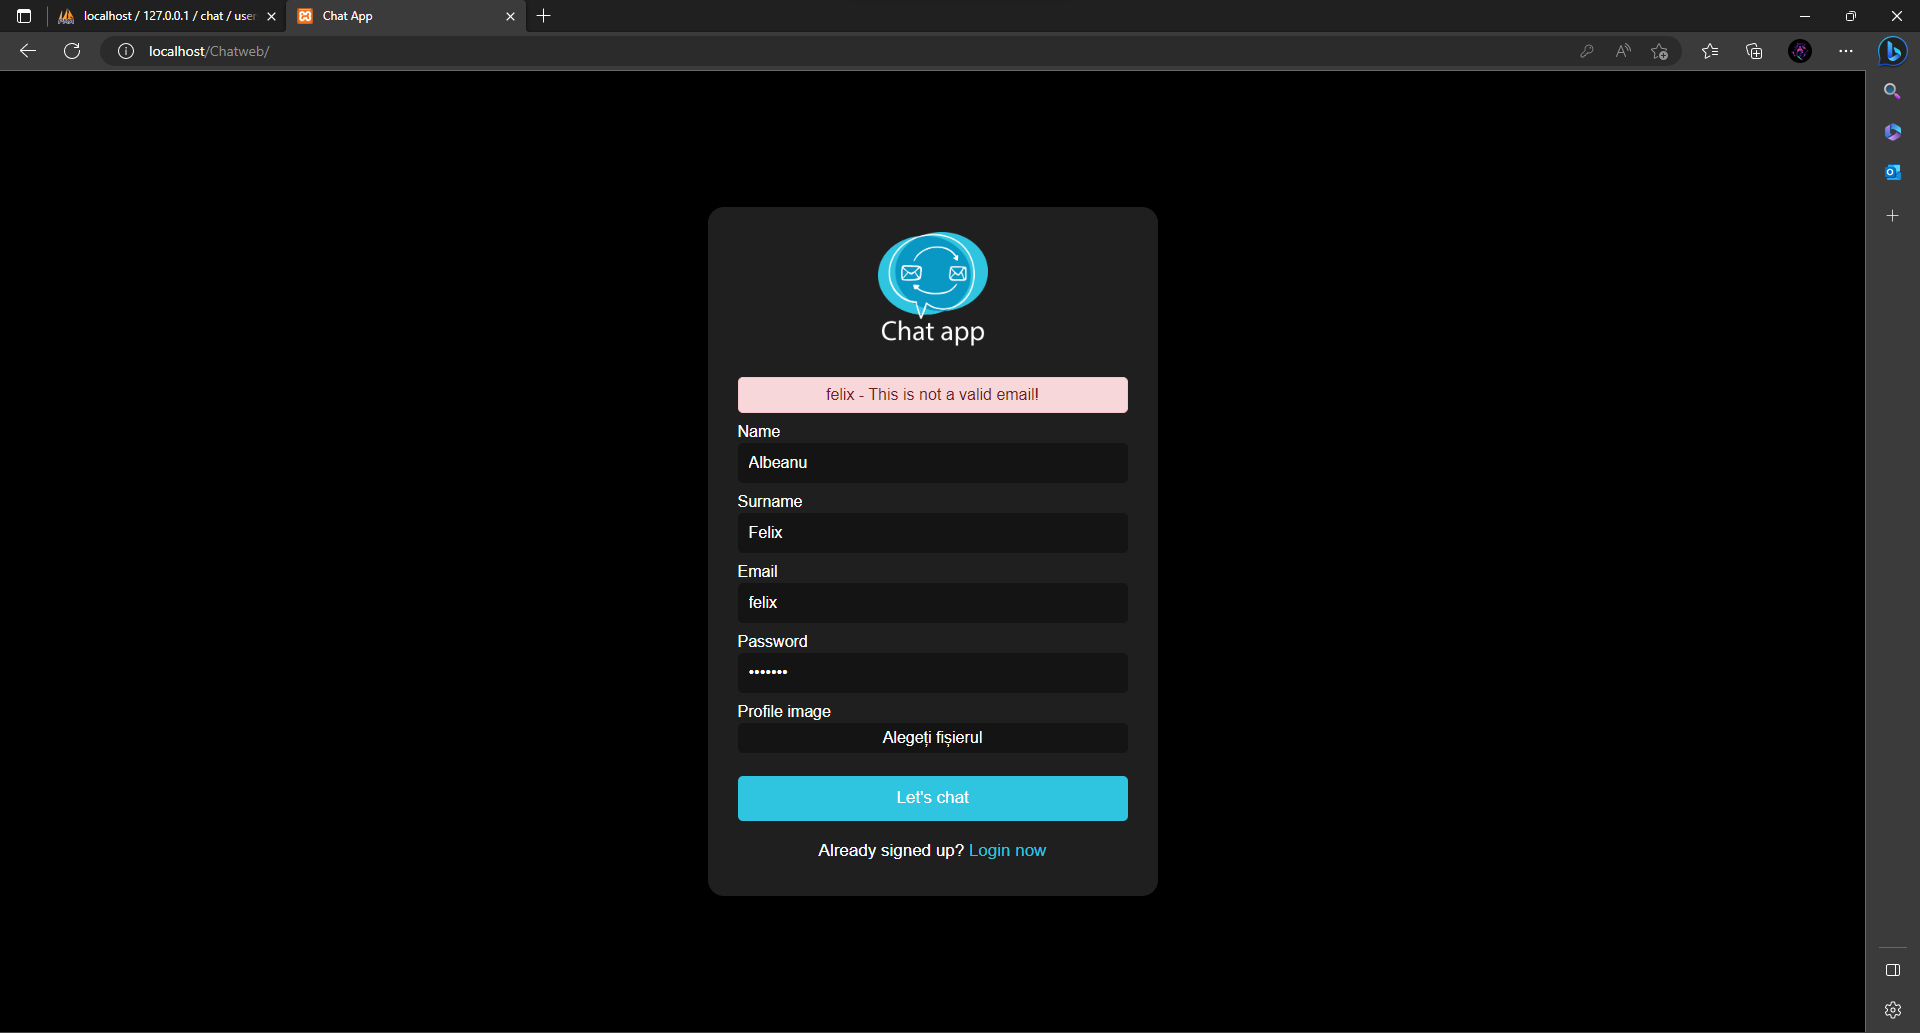 localhost / 127.0.0.1 / chat / user
Chat App
localhost/Chatweb/
Chat app
felix - This is not a valid email!
Name
Albeanu
Surname
Felix
Email
felix
Password
•••••••
Profile image
Alegeți fișierul
Let's chat
Already signed up? Login now